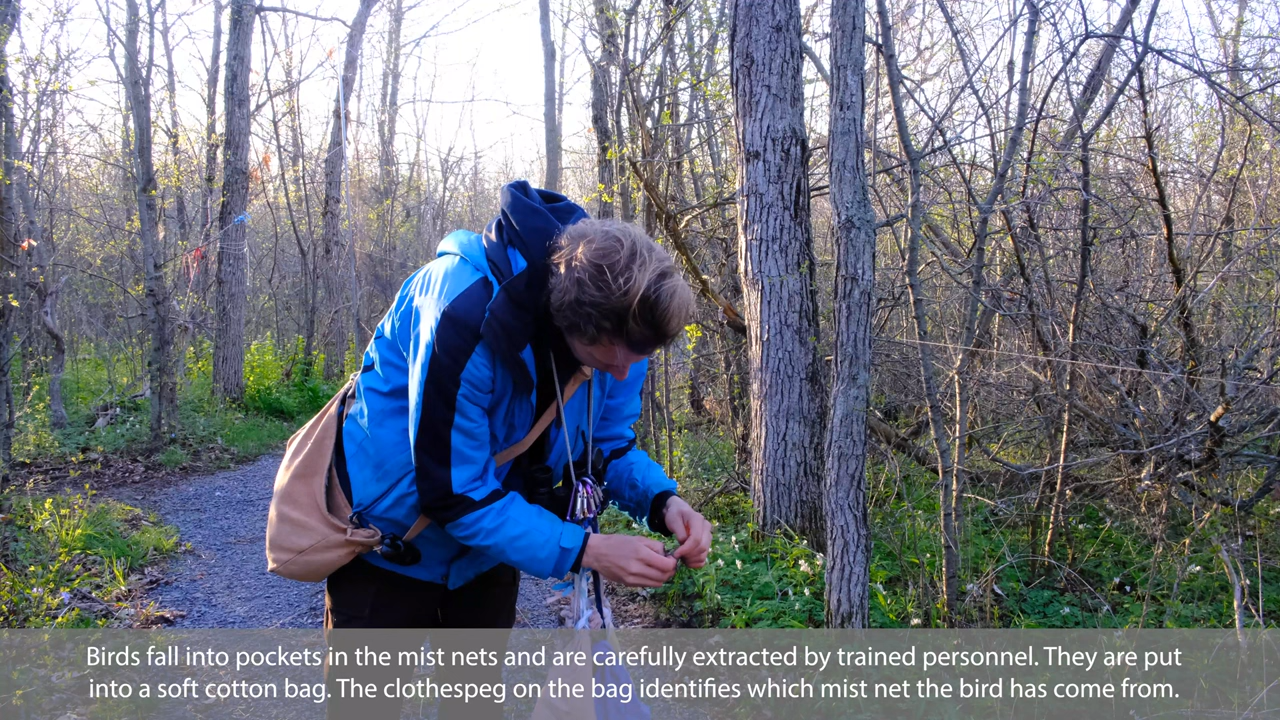 Birds fall into pockets in the mist nets and are carefully extracted by trained personnel. They are put
into a soft cotton bag. The clothespeg on the bag identifies which mist net the bird has come from.